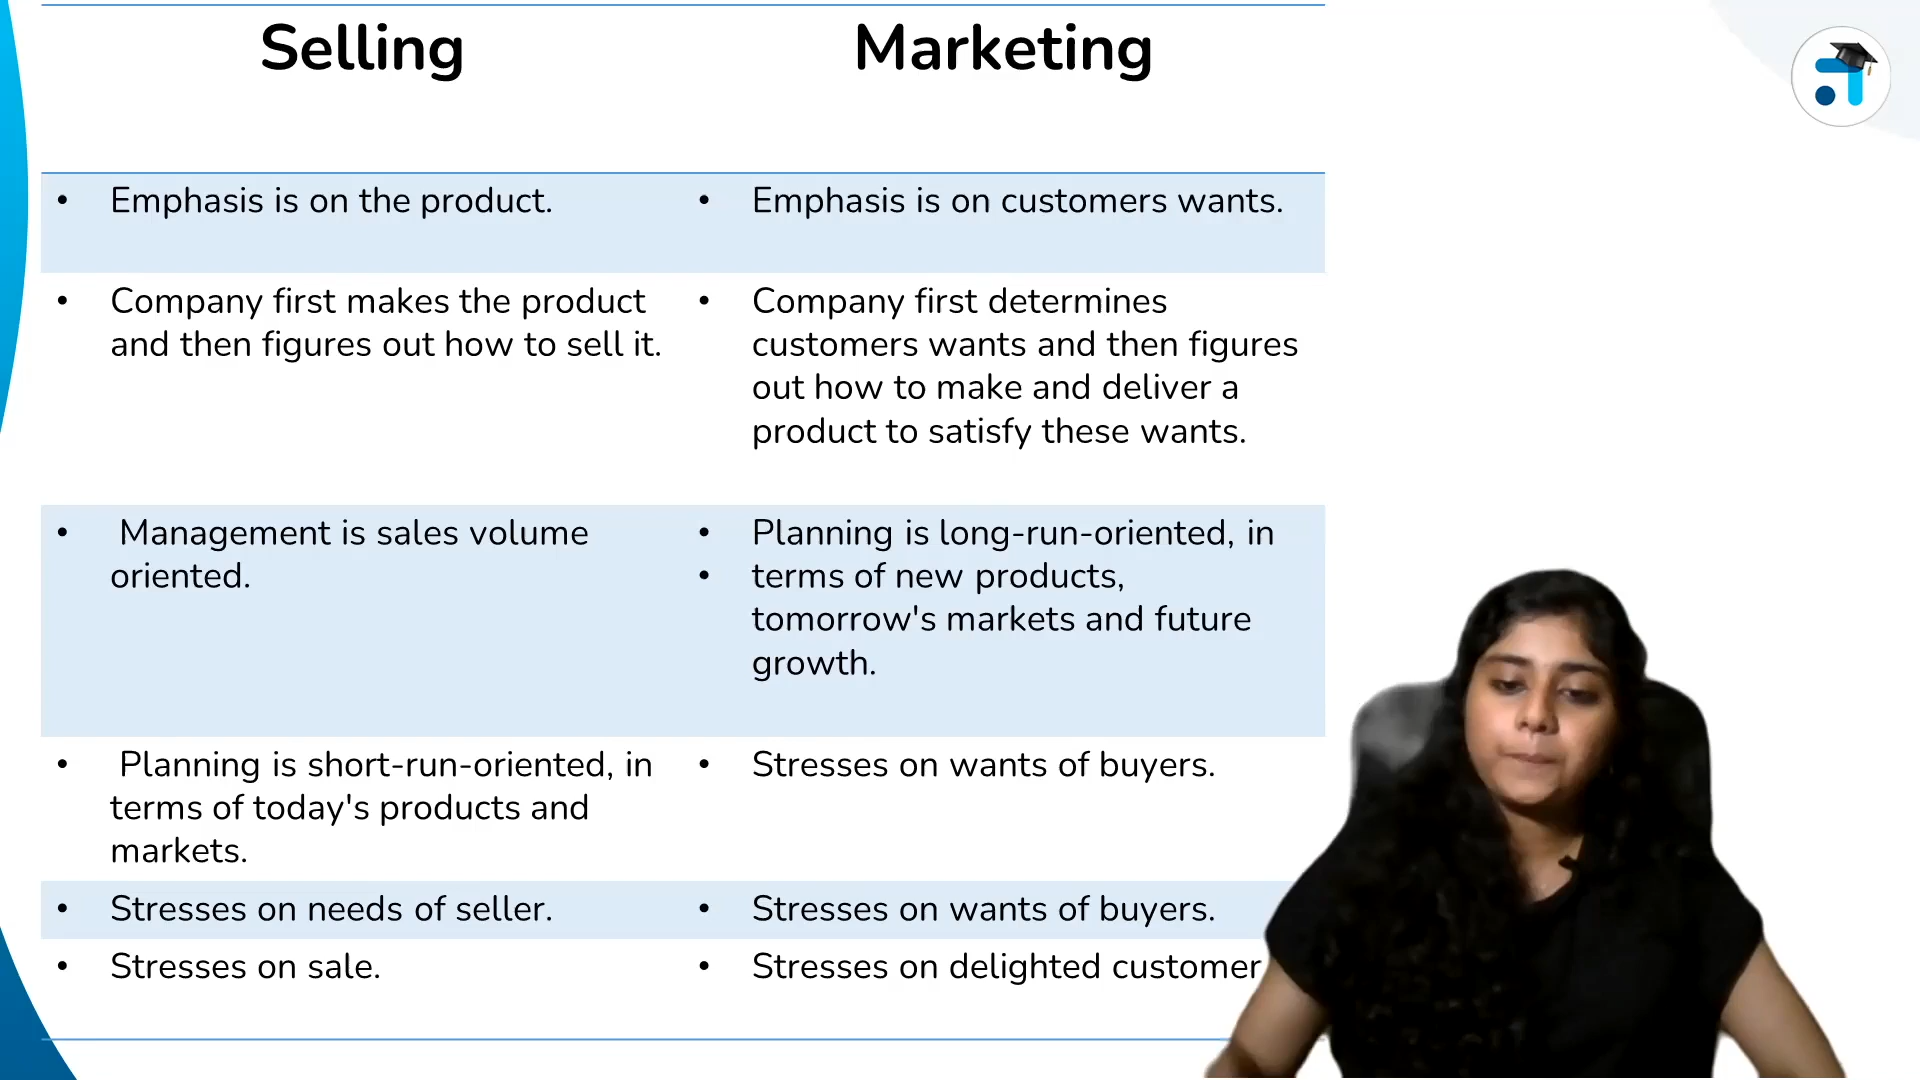 Selling
Marketing
• Emphasis is on the product.
• Emphasis is on customers wants.
• Company first makes the product
and then figures out how to sell it.
• Company first determines
customers wants and then figures
out how to make and deliver a
product to satisfy these wants.
• Management is sales volume
oriented.
• Planning is long-run-oriented, in
• terms of new products,
tomorrow's markets and future
growth.
• Planning is short-run-oriented, in
terms of today's products and
markets.
• Stresses on wants of buyers.
• Stresses on needs of seller.
• Stresses on wants of buyers.
• Stresses on sale.
• Stresses on delighted customer